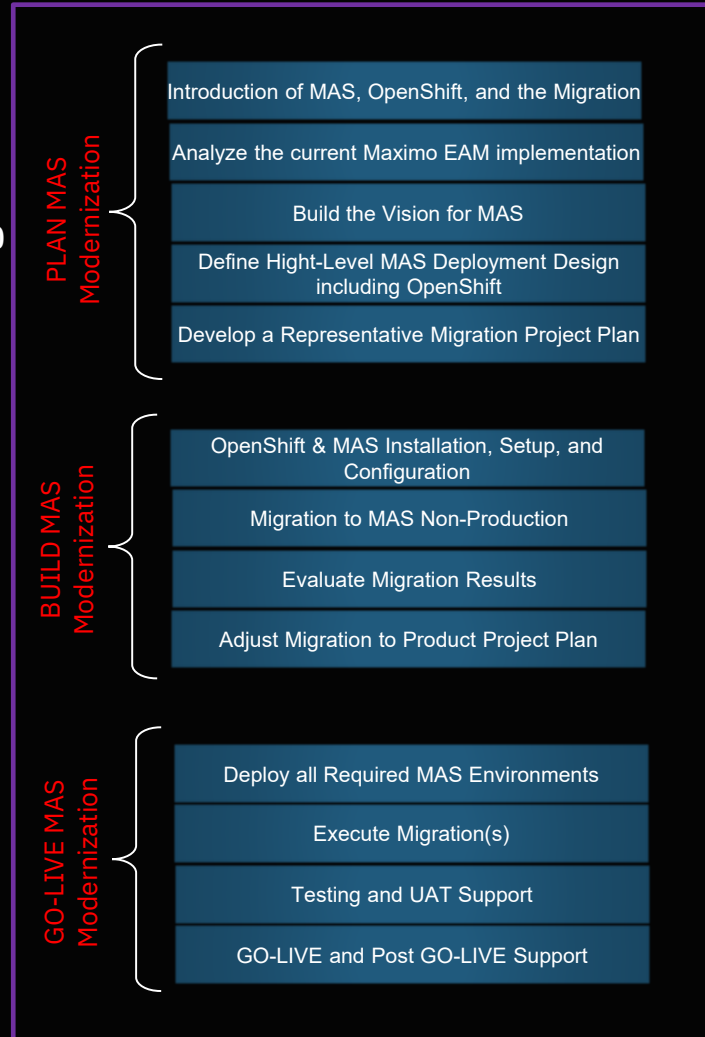 PLAN MAS
Modernization
Introduction of MAS, OpenShift, and the Migration
Analyze the current Maximo EAM implementation
Build the Vision for MAS
Define Hight-Level MAS Deployment Design
including OpenShift
Develop a Representative Migration Project Plan
BUILD MAS
Modernization
OpenShift & MAS Installation, Setup, and
Configuration
Migration to MAS Non-Production
Evaluate Migration Results
Adjust Migration to Product Project Plan
GO-LIVE MAS
Modernization
Deploy all Required MAS Environments
Execute Migration(s)
Testing and UAT Support
GO-LIVE and Post GO-LIVE Support